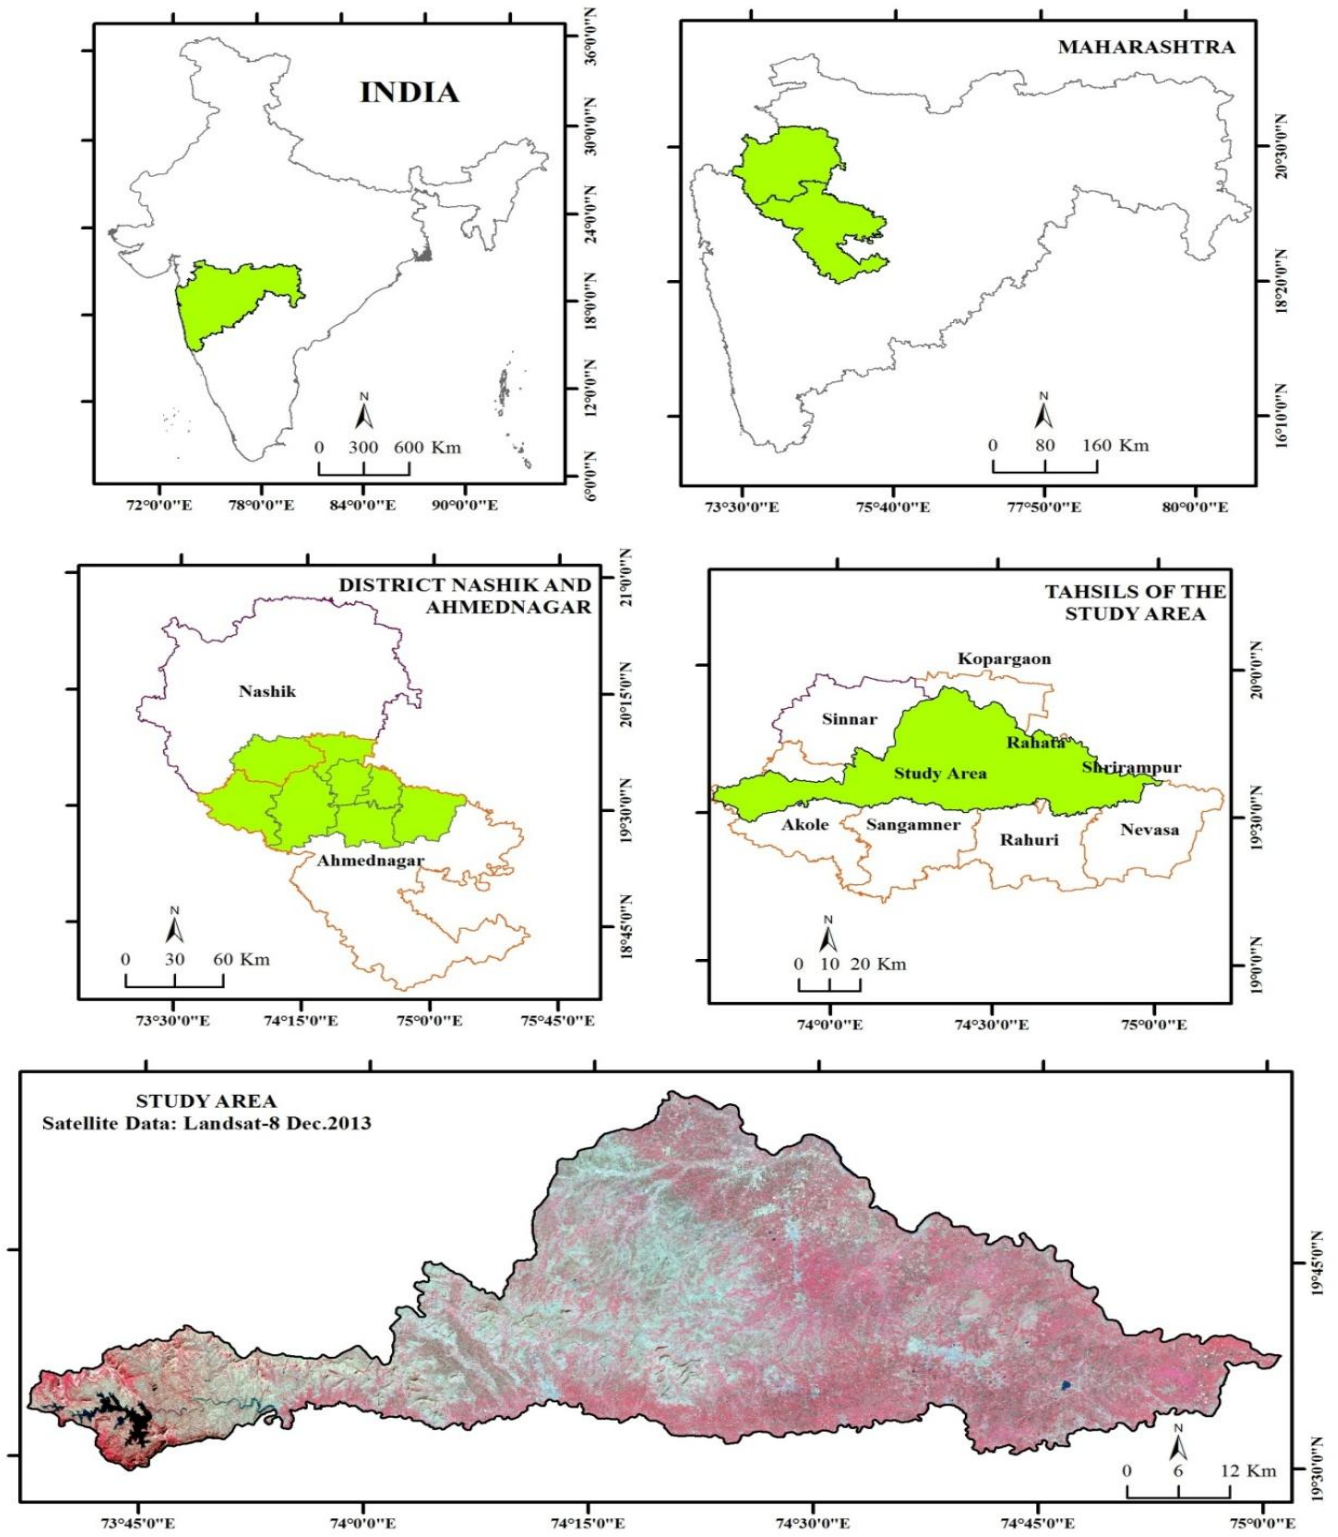 INDIA
36°0'0"N
30°0'0"N
24°0'0"N
18°0'0"N
12°0'0"N
6°0'0"N
N
0 300 600 Km
72°0'0"E 78°0'0"E 84°0'0"E 90°0'0"E
MAHARASHTRA
20°30'0"N
18°20'0"N
16°10'0"N
N
0 80 160 Km
73°30'0"E 75°40'0"E 77°50'0"E 80°0'0"E
DISTRICT NASHIK AND
AHMEDNAGAR
Nashik
Ahmednagar
21°0'0"N
20°15'0"N
19°30'0"N
18°45'0"N
N
0 30 60 Km
73°30'0"E 74°15'0"E 75°0'0"E 75°45'0"E
TAHSILS OF THE
STUDY AREA
Kopargaon
Sinnar
Rahata
Shrirampur
Study Area
Akole
Sangamner
Rahuri
Nevasa
20°0'0"N
19°30'0"N
19°0'0"N
N
0 10 20 Km
74°0'0"E 74°30'0"E 75°0'0"E
STUDY AREA
Satellite Data: Landsat-8 Dec.2013
19°45'0"N
19°30'0"N
N
0 6 12 Km
73°45'0"E 74°0'0"E 74°15'0"E 74°30'0"E 74°45'0"E 75°0'0"E